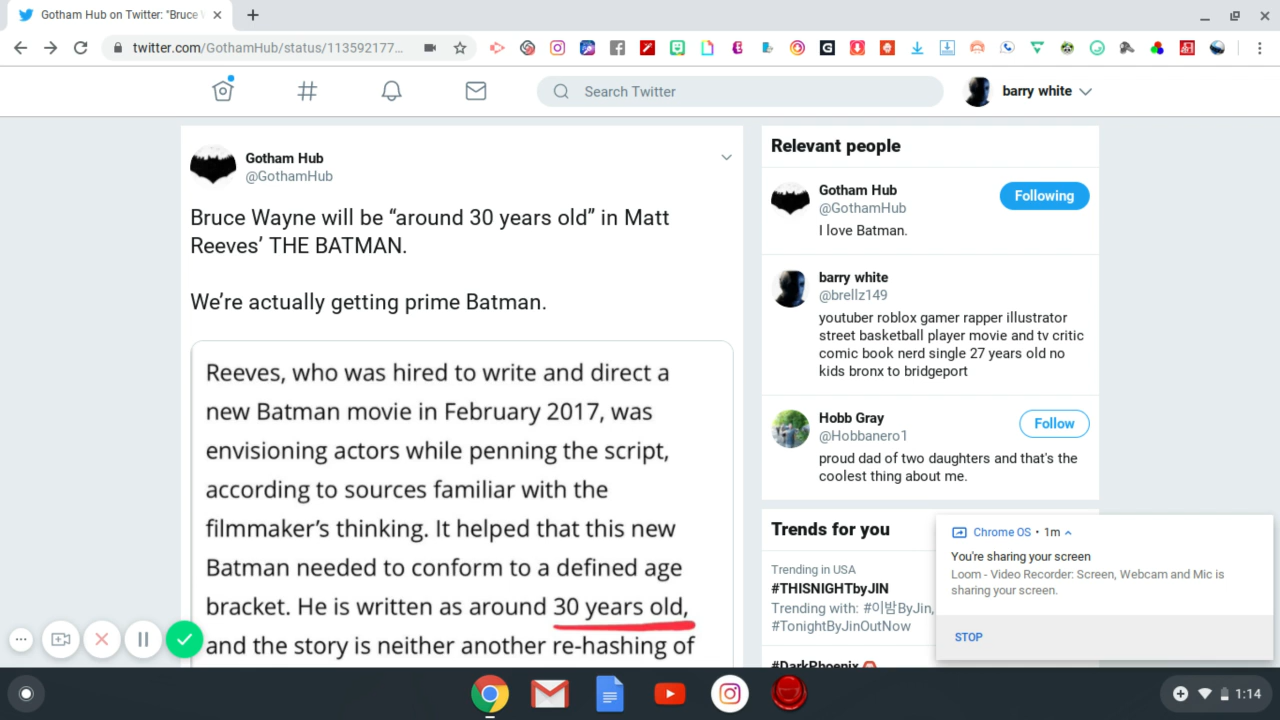 Gotham Hub on Twitter: "Bruce W
twitter.com/GothamHub/status/113592177...
Search Twitter
barry white
Gotham Hub
@GothamHub
Bruce Wayne will be “around 30 years old” in Matt
Reeves’ THE BATMAN.
We’re actually getting prime Batman.
Reeves, who was hired to write and direct a
new Batman movie in February 2017, was
envisioning actors while penning the script,
according to sources familiar with the
filmmaker’s thinking. It helped that this new
Batman needed to conform to a defined age
bracket. He is written as around 30 years old,
and the story is neither another re-hashing of
Relevant people
Gotham Hub
@GothamHub
Following
I love Batman.
barry white
@brellz149
youtuber roblox gamer rapper illustrator
street basketball player movie and tv critic
comic book nerd single 27 years old no
kids bronx to bridgeport
Hobb Gray
@Hobbanero1
Follow
proud dad of two daughters and that's the
coolest thing about me.
Trends for you
Trending in USA
#THISNIGHTbyJIN
Trending with: #이밤ByJin,
#TonightByJinOutNow
#DarkPhoenix
Chrome OS • 1m
You're sharing your screen
Loom - Video Recorder: Screen, Webcam and Mic is
sharing your screen.
STOP
1:14